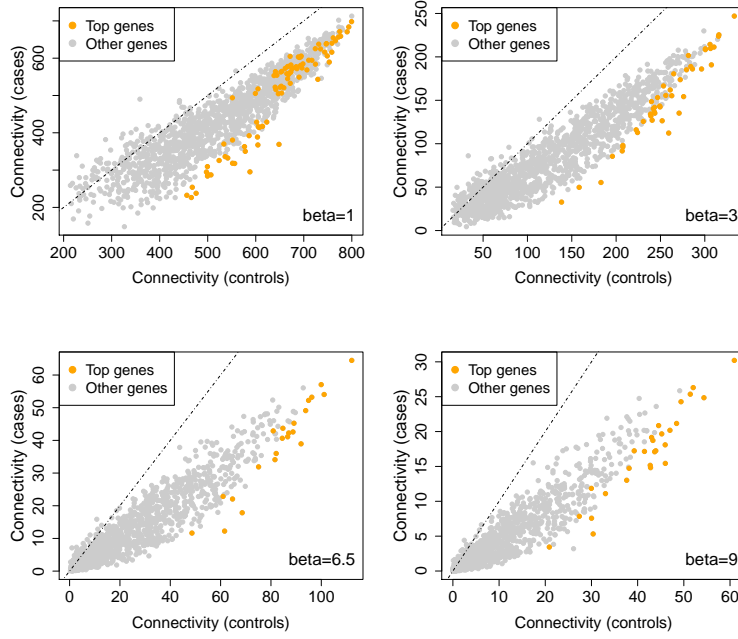 Top genes
Other genes
Connectivity (cases)
200 400 600
beta=1
200 300 400 500 600 700 800
Connectivity (controls)
Top genes
Other genes
Connectivity (cases)
0 50 100 150 200 250
beta=3
50 100 150 200 250 300
Connectivity (controls)
Top genes
Other genes
Connectivity (cases)
0 10 20 30 40 50 60
beta=6.5
0 20 40 60 80 100
Connectivity (controls)
Top genes
Other genes
Connectivity (cases)
0 5 10 15 20 25 30
beta=9
0 10 20 30 40 50 60
Connectivity (controls)